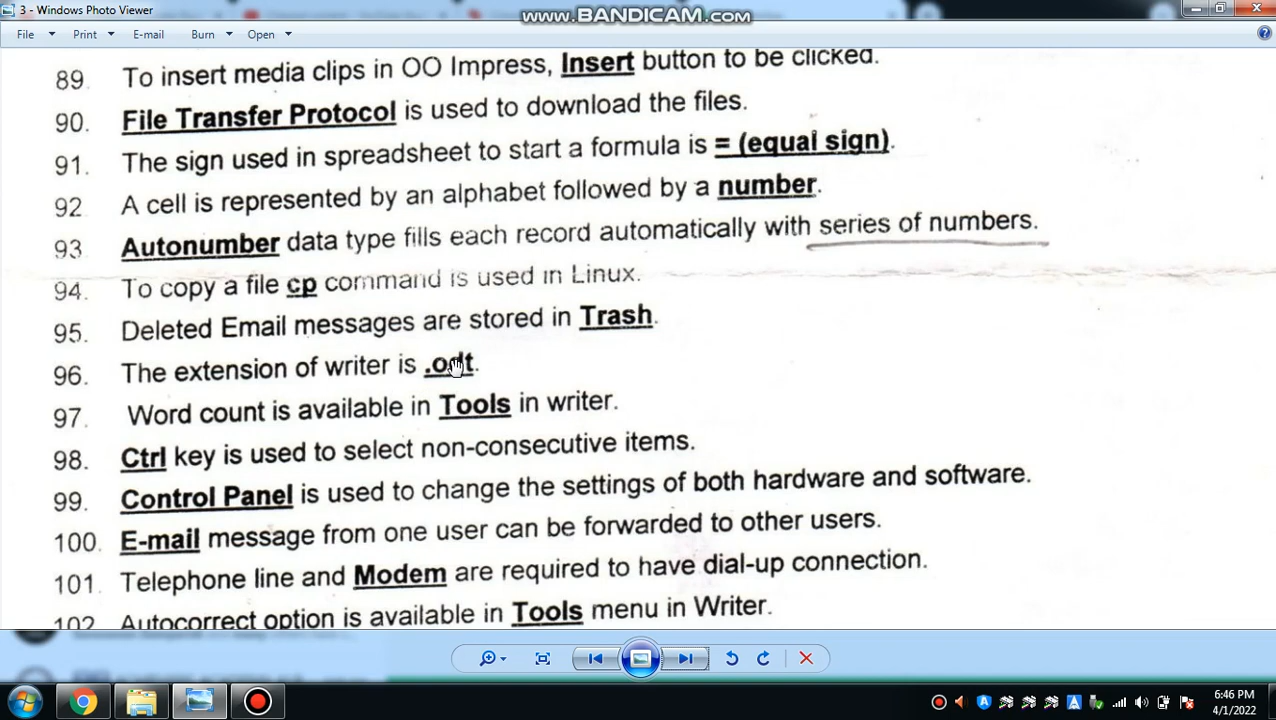 3 - Windows Photo Viewer
www.BANDICAM.com
File Print E-mail Burn Open
89. To insert media clips in OO Impress, Insert button to be clicked.
90. File Transfer Protocol is used to download the files.
91. The sign used in spreadsheet to start a formula is = (equal sign).
92 A cell is represented by an alphabet followed by a number.
93 Autonumber data type fills each record automatically with series of numbers.
94. To copy a file cp command is used in Linux.
95. Deleted Email messages are stored in Trash.
96. The extension of writer is .odt.
97. Word count is available in Tools in writer.
98. Ctrl key is used to select non-consecutive items.
99. Control Panel is used to change the settings of both hardware and software.
100. E-mail message from one user can be forwarded to other users.
101. Telephone line and Modem are required to have dial-up connection.
102 Autocorrect option is available in Tools menu in Writer.
6:46 PM
4/1/2022